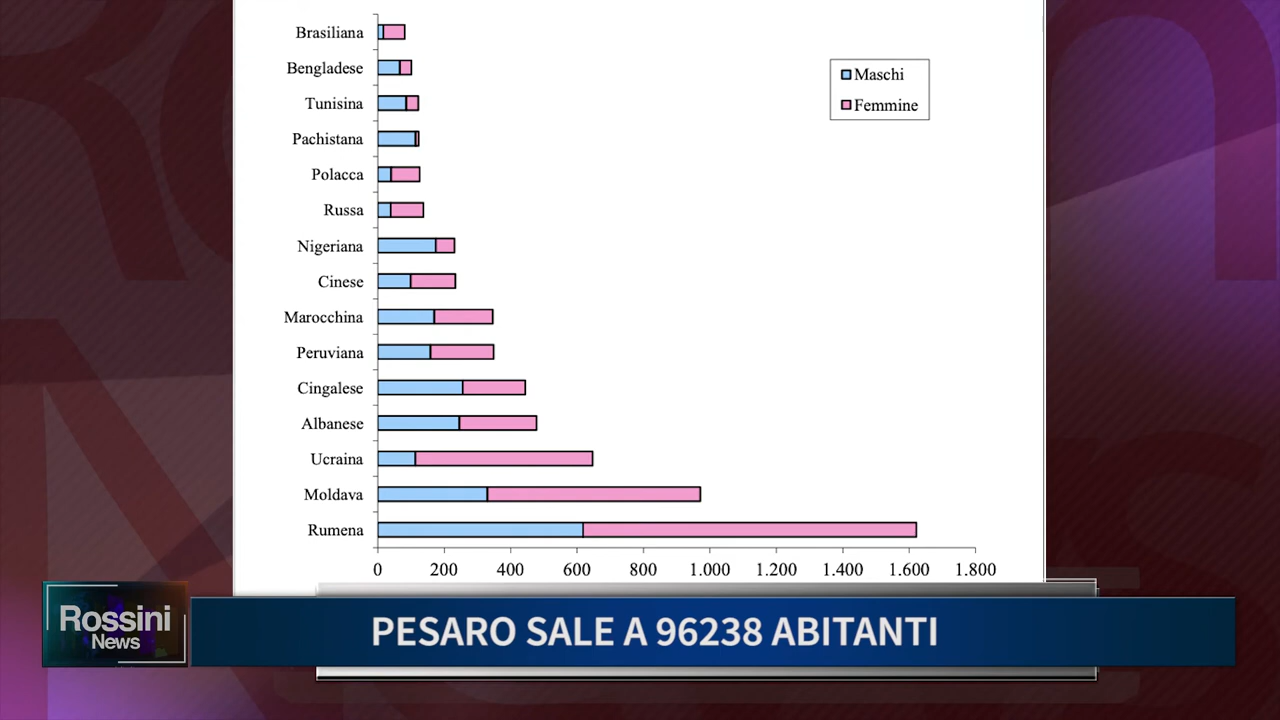 Brasiliana
Bengladese
Tunisina
Pachistana
Polacca
Russa
Nigeriana
Cinese
Marocchina
Peruviana
Cingalese
Albanese
Ucraina
Moldava
Rumena
0 200 400 600 800 1.000 1.200 1.400 1.600 1.800
Maschi
Femmine
Rossini
News
PESARO SALE A 96238 ABITANTI